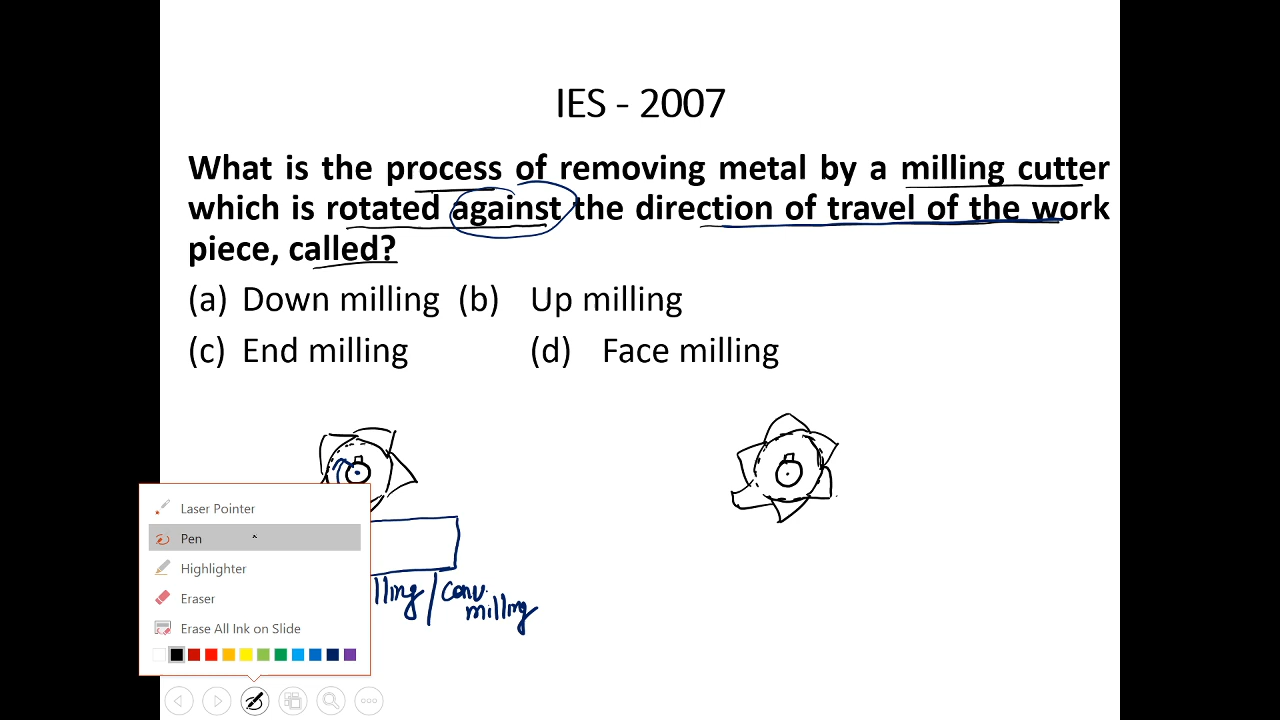 IES - 2007
What is the process of removing metal by a milling cutter
which is rotated against the direction of travel of the work
piece, called?
(a) Down milling (b) Up milling
(c) End milling (d) Face milling
Laser Pointer
Pen
Highlighter
Eraser
Erase All Ink on Slide
lling / conv.
milling